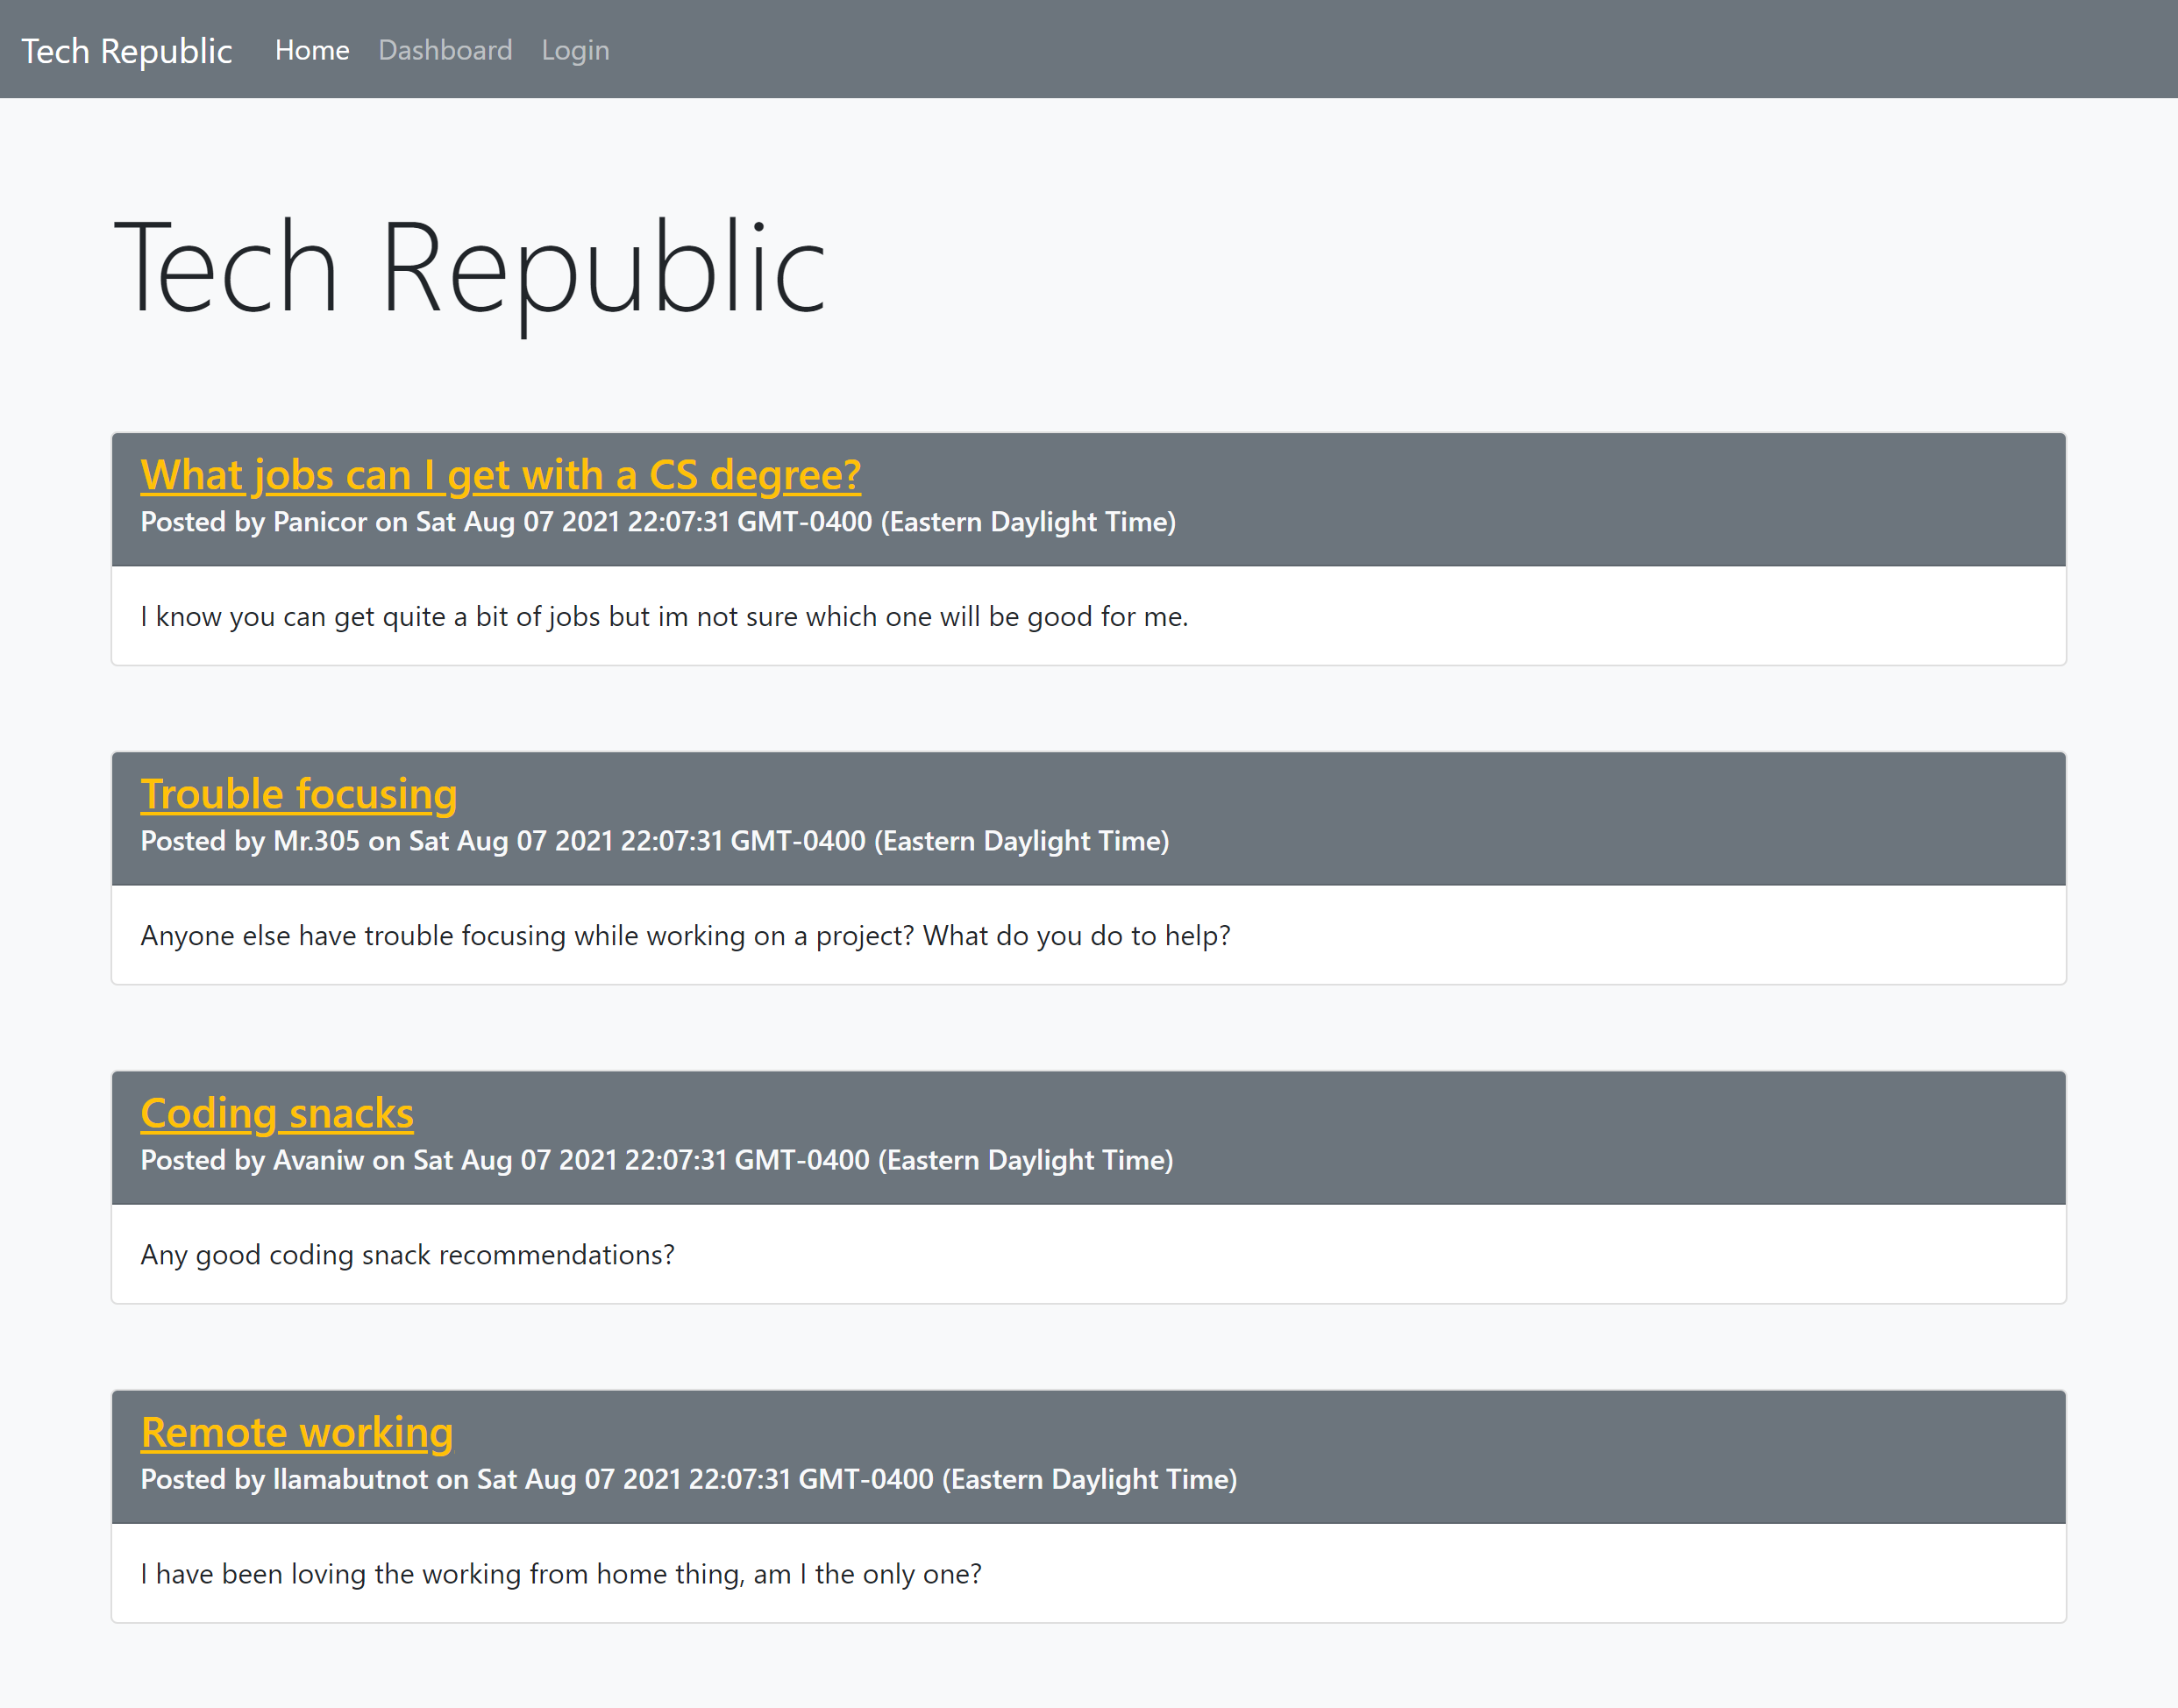 Tech Republic Home Dashboard Login
Tech Republic
What jobs can I get with a CS degree?
Posted by Panicor on Sat Aug 07 2021 22:07:31 GMT-0400 (Eastern Daylight Time)
I know you can get quite a bit of jobs but im not sure which one will be good for me.
Trouble focusing
Posted by Mr.305 on Sat Aug 07 2021 22:07:31 GMT-0400 (Eastern Daylight Time)
Anyone else have trouble focusing while working on a project? What do you do to help?
Coding snacks
Posted by Avaniw on Sat Aug 07 2021 22:07:31 GMT-0400 (Eastern Daylight Time)
Any good coding snack recommendations?
Remote working
Posted by llamabutnot on Sat Aug 07 2021 22:07:31 GMT-0400 (Eastern Daylight Time)
I have been loving the working from home thing, am I the only one?